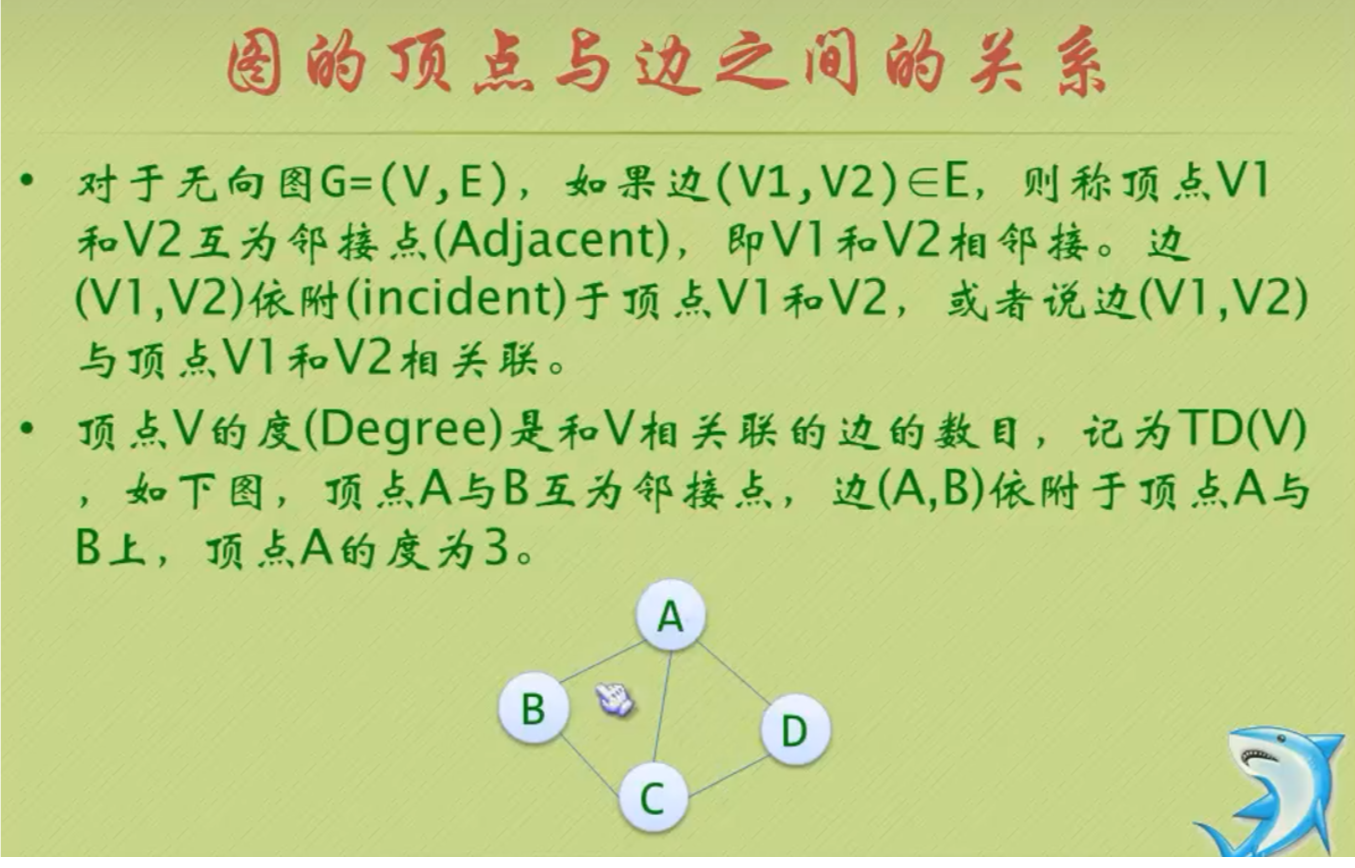 图的顶点与边之间的关系
• 对于无向图G=(V,E)，如果边(V1,V2)∈E，则称顶点V1
和V2互为邻接点(Adjacent)，即V1和V2相邻接。边
(V1,V2)依附(incident)于顶点V1和V2，或者说边(V1,V2)
与顶点V1和V2相关联。
• 顶点V的度(Degree)是和V相关联的边的数目，记为TD(V)
，如下图，顶点A与B互为邻接点，边(A,B)依附于顶点A与
B上，顶点A的度为3。
A
B
D
C